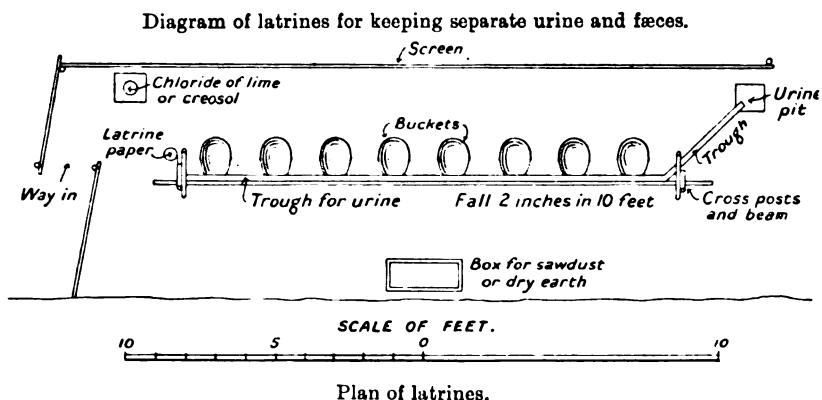 Diagram of latrines for keeping separate urine and fæces.
Screen.
Chloride of lime
or creosol
Urine
pit
Latrine
paper
Buckets
Trough
Way in
Trough for urine
Fall 2 inches in 10 feet
Cross posts
and beam
Box for sawdust
or dry earth
SCALE OF FEET.
10 5 0 10
Plan of latrines.